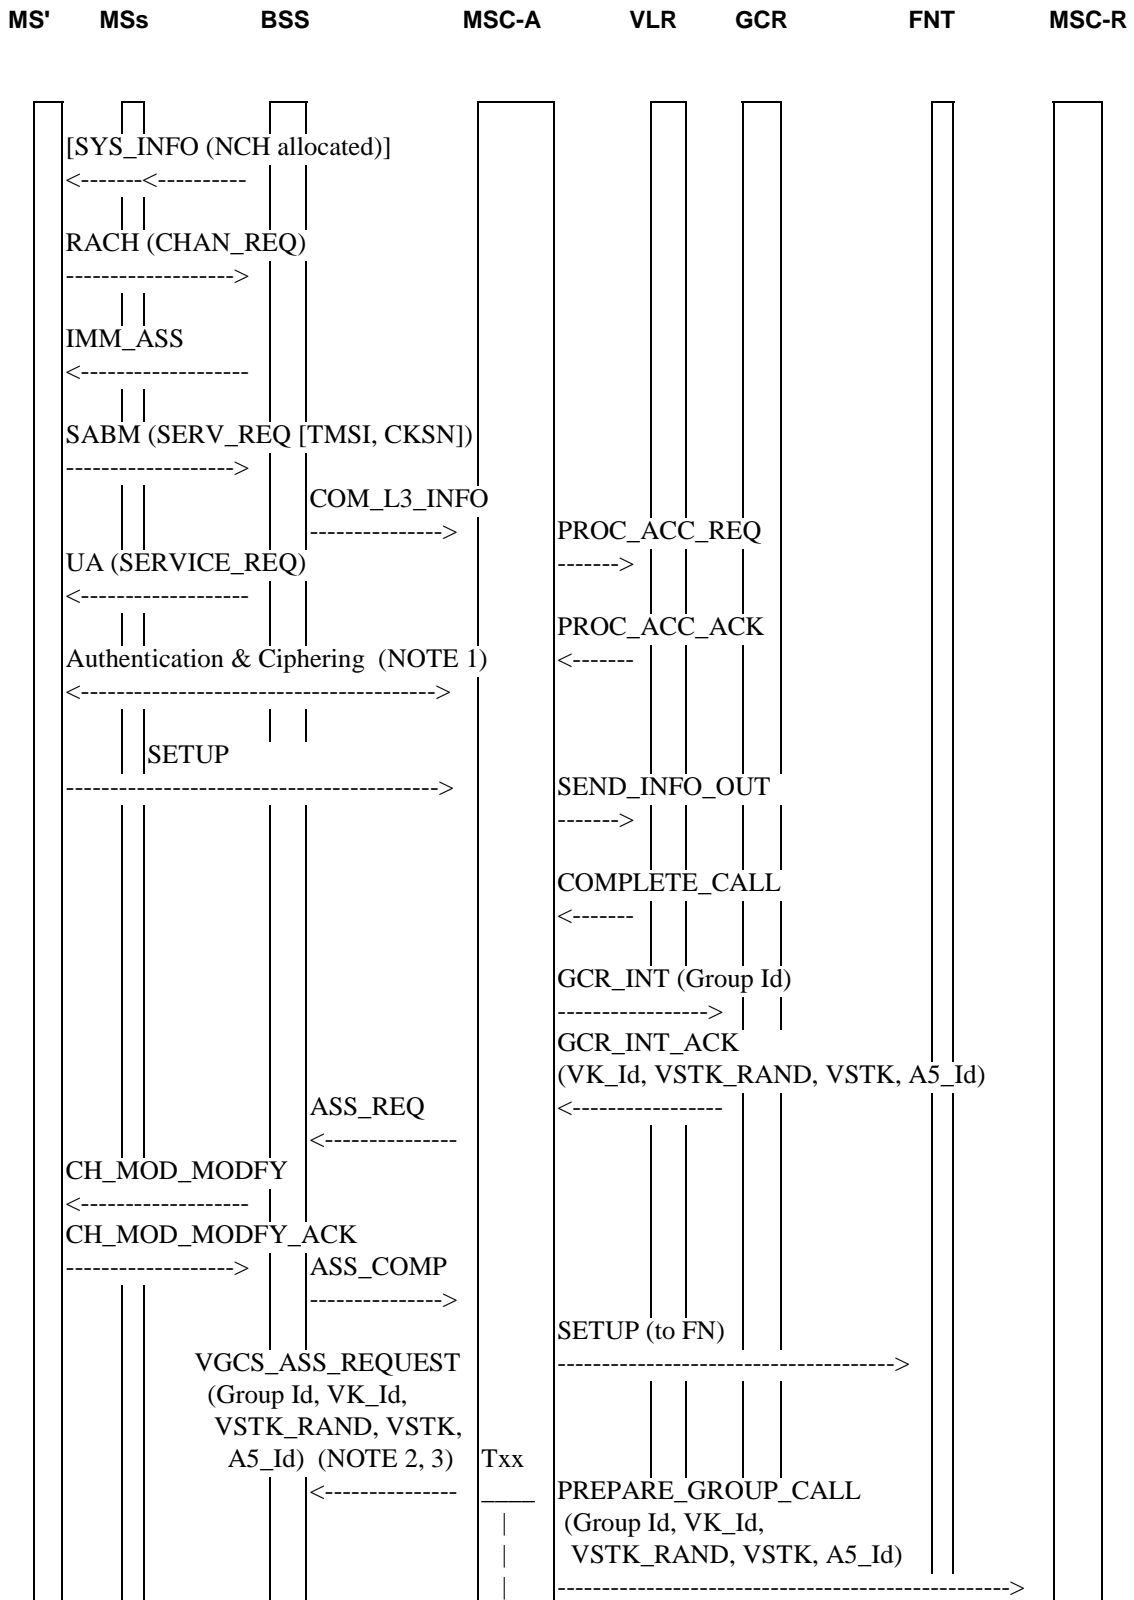 MS' MSs BSS MSC-A VLR GCR FNT MSC-R
[SYS_INFO (NCH allocated)]
<-------<----------
RACH (CHAN_REQ)
------------------->
IMM_ASS
<-------------------
SABM (SERV_REQ [TMSI, CKSN])
------------------->
COM_L3_INFO
---------------> PROC_ACC_REQ
UA (SERVICE_REQ) ------->
<-------------------
PROC_ACC_ACK
Authentication & Ciphering (NOTE 1) <-------
<---------------------------------------->
SETUP
------------------------------------------> SEND_INFO_OUT
------->
COMPLETE_CALL
<-------
GCR_INT (Group Id)
----------------->
GCR_INT_ACK
(VK_Id, VSTK_RAND, VSTK, A5_Id)
ASS_REQ <-----------------
<---------------
CH_MOD_MODFY
<-------------------
CH_MOD_MODFY_ACK
-------------------> ASS_COMP
--------------->
SETUP (to FN)
VGCS_ASS_REQUEST -------------------------------------->
(Group Id, VK_Id,
VSTK_RAND, VSTK,
A5_Id) (NOTE 2, 3) Txx
<--------------- ____ PREPARE_GROUP_CALL
| (Group Id, VK_Id,
| VSTK_RAND, VSTK, A5_Id)
| --------------------------------------------------->